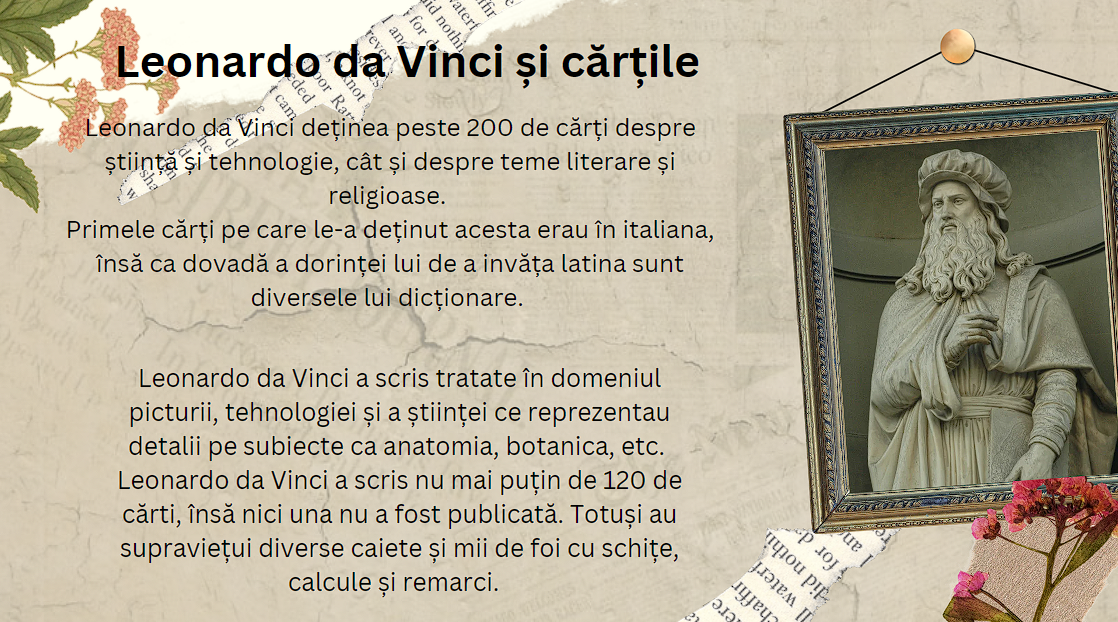 Leonardo da Vinci și cărțile
Leonardo da Vinci deținea peste 200 de cărți despre
știință și tehnologie, cât și despre teme literare și
religioase.
Primele cărți pe care le-a deținut acesta erau în italiana,
însă ca dovadă a dorinței lui de a invăța latina sunt
diversele lui dicționare.
Leonardo da Vinci a scris tratate în domeniul
picturii, tehnologiei și a științei ce reprezentau
detalii pe subiecte ca anatomia, botanica, etc.
Leonardo da Vinci a scris nu mai puțin de 120 de
cărti, însă nici una nu a fost publicată. Totuși au
supraviețui diverse caiete și mii de foi cu schițe,
calcule și remarci.